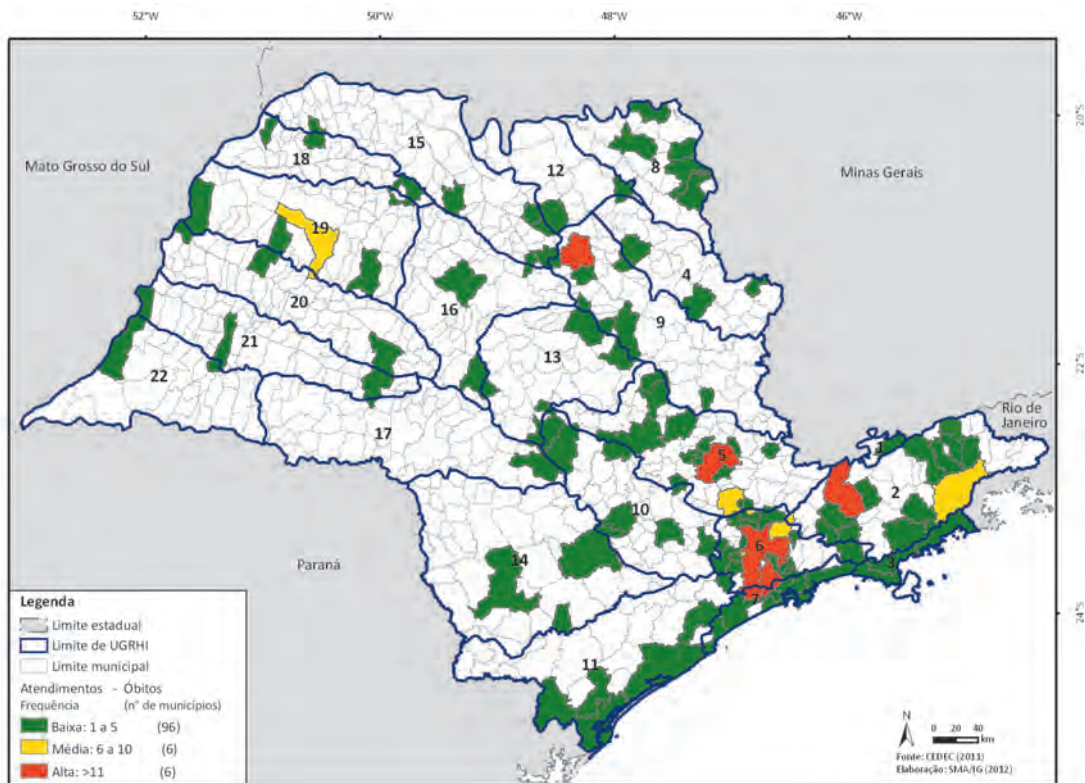 52°W 50°W 48°W 46°W
20°S
22°S
24°S
Mato Grosso do Sul
Minas Gerais
Rio de
Janeiro
Paraná
15
18
12
8
19
4
20
16
9
21
13
22
17
5
1
2
10
6
14
3
7
11
Legenda
Limite estadual
Limite de UGRHI
Limite municipal
Atendimentos - Óbitos
Frequência (n° de municípios)
Baixa: 1 a 5 (96)
Média: 6 a 10 (6)
Alta: >11 (6)
N
0 20 40
km
Fonte: CEDEC (2011)
Elaboração: SMA/IG (2012)